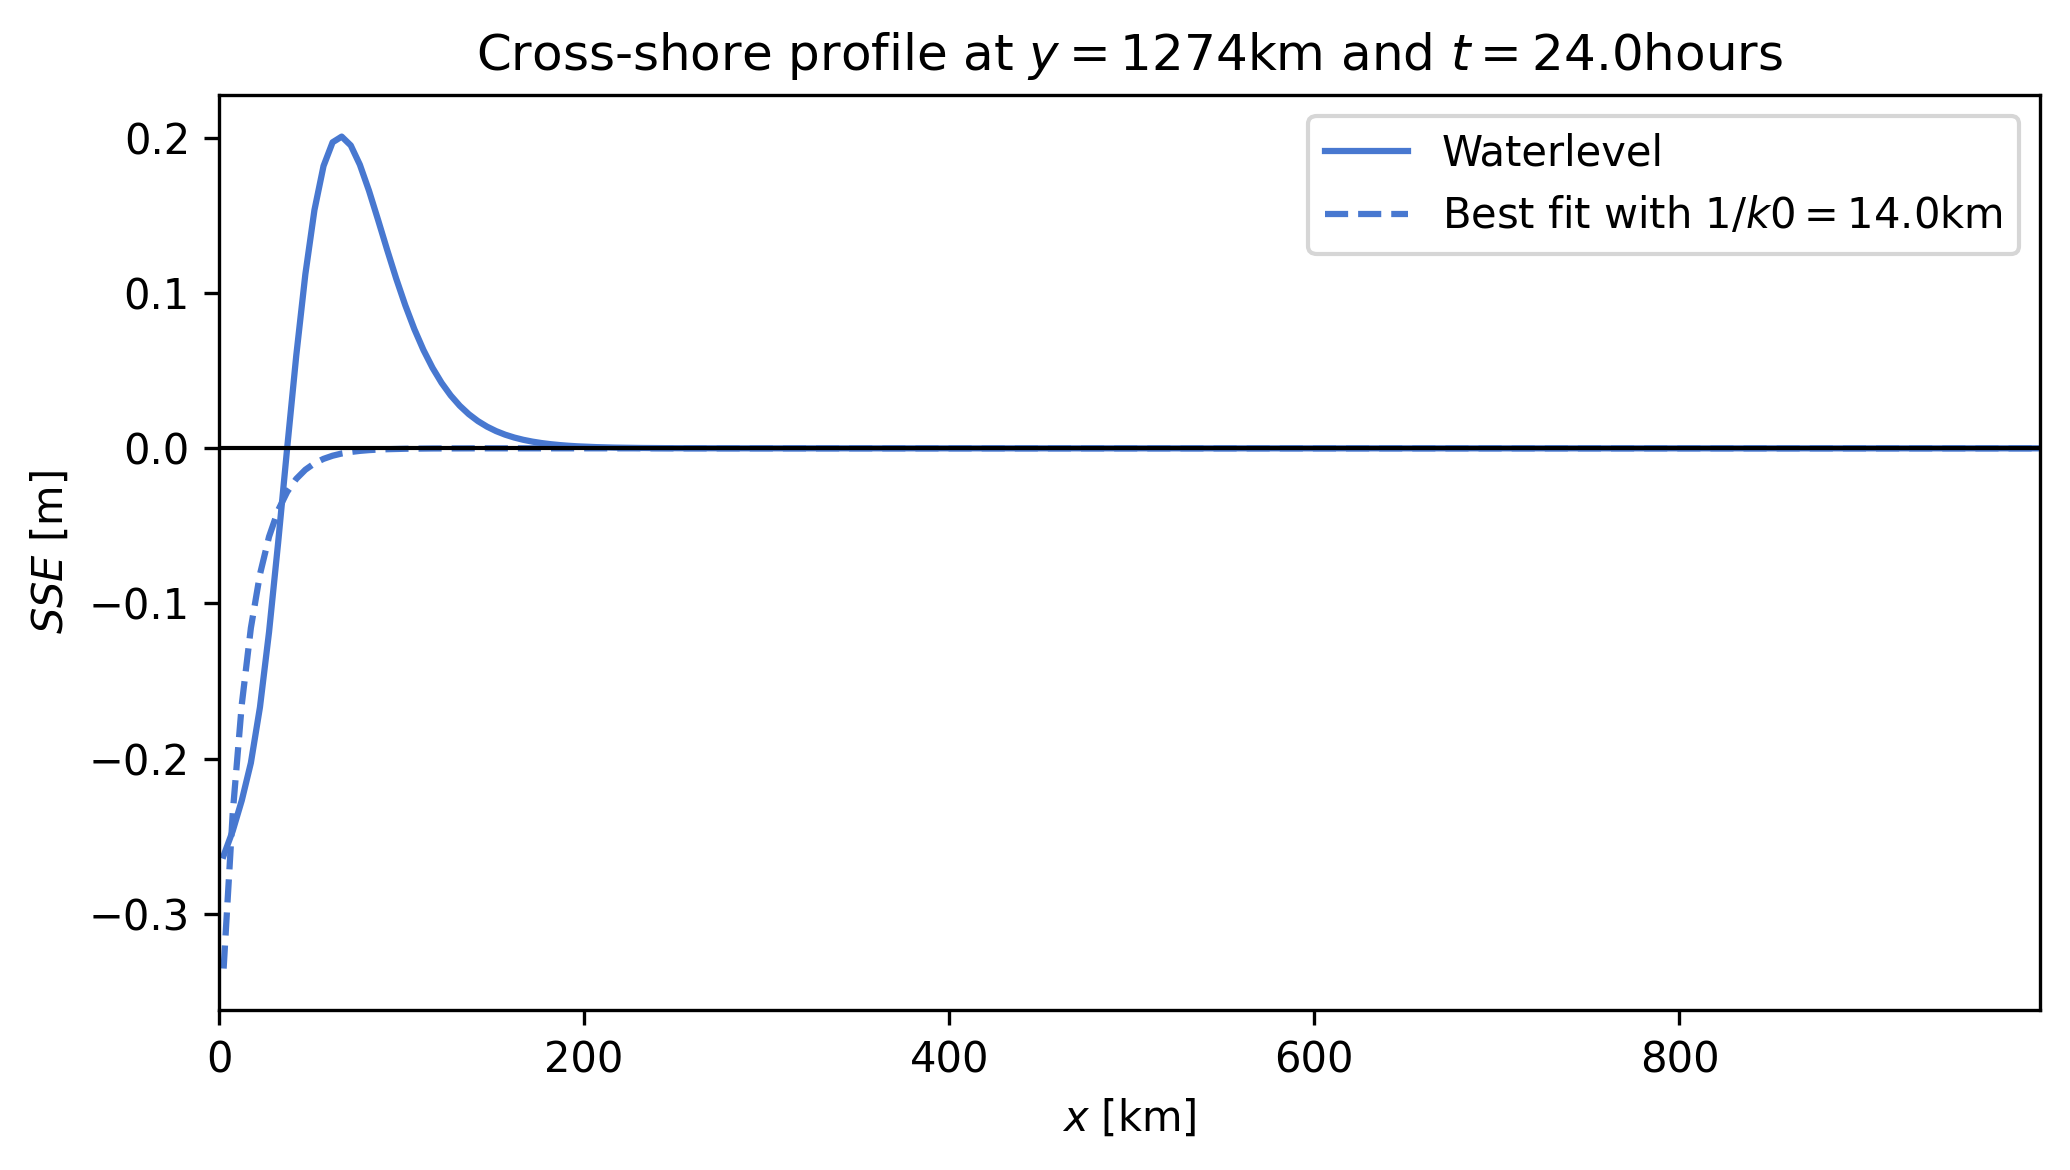 Cross-shore profile at y = 1274km and t = 24.0hours
Waterlevel
Best fit with 1/k0 = 14.0km
0.2
0.1
0.0
−0.1
−0.2
−0.3
SSE [m]
0 200 400 600 800
x [km]